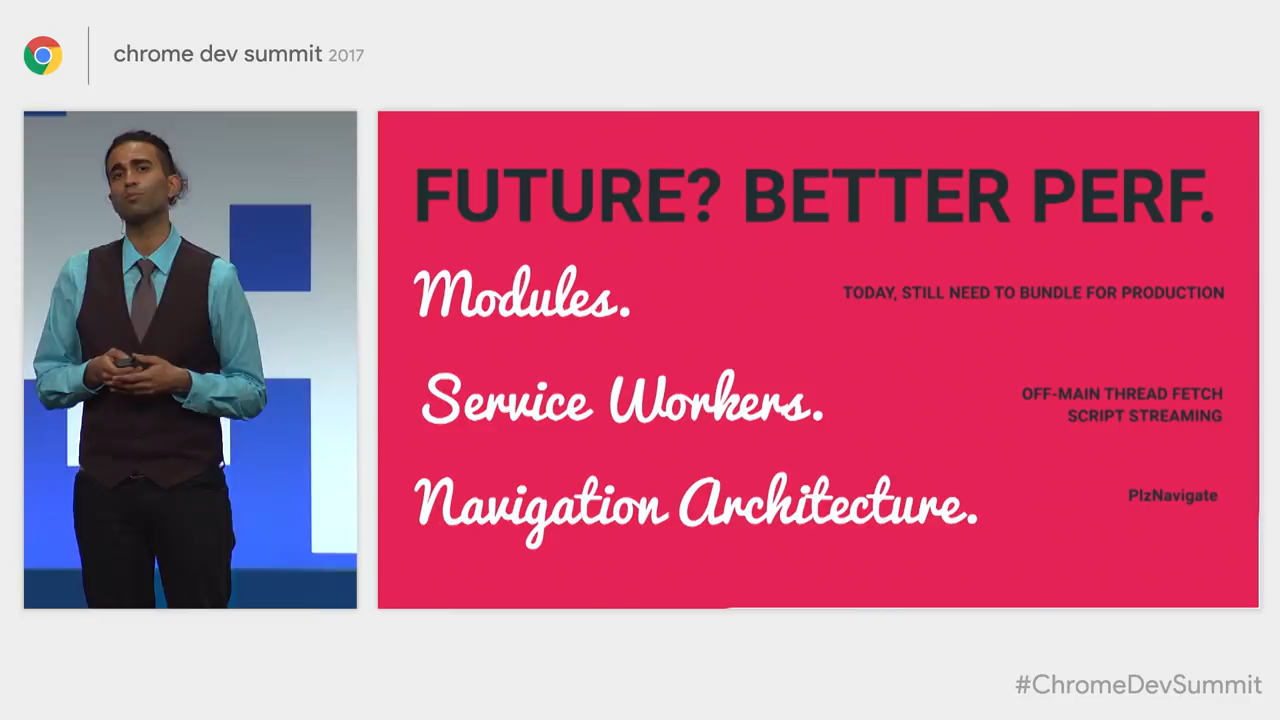 chrome dev summit 2017
FUTURE? BETTER PERF.
Modules.
TODAY, STILL NEED TO BUNDLE FOR PRODUCTION
Service Workers.
OFF-MAIN THREAD FETCH
SCRIPT STREAMING
Navigation Architecture.
PlzNavigate
#ChromeDevSummit